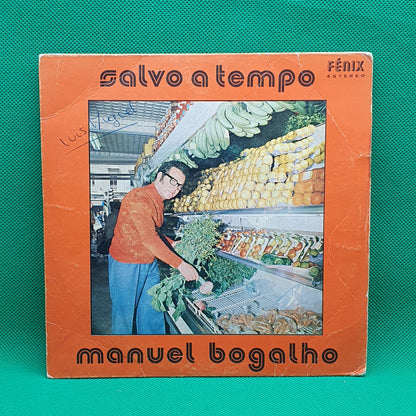 FÉNIX
ESTEREO
salvo a tempo
manuel bogalho